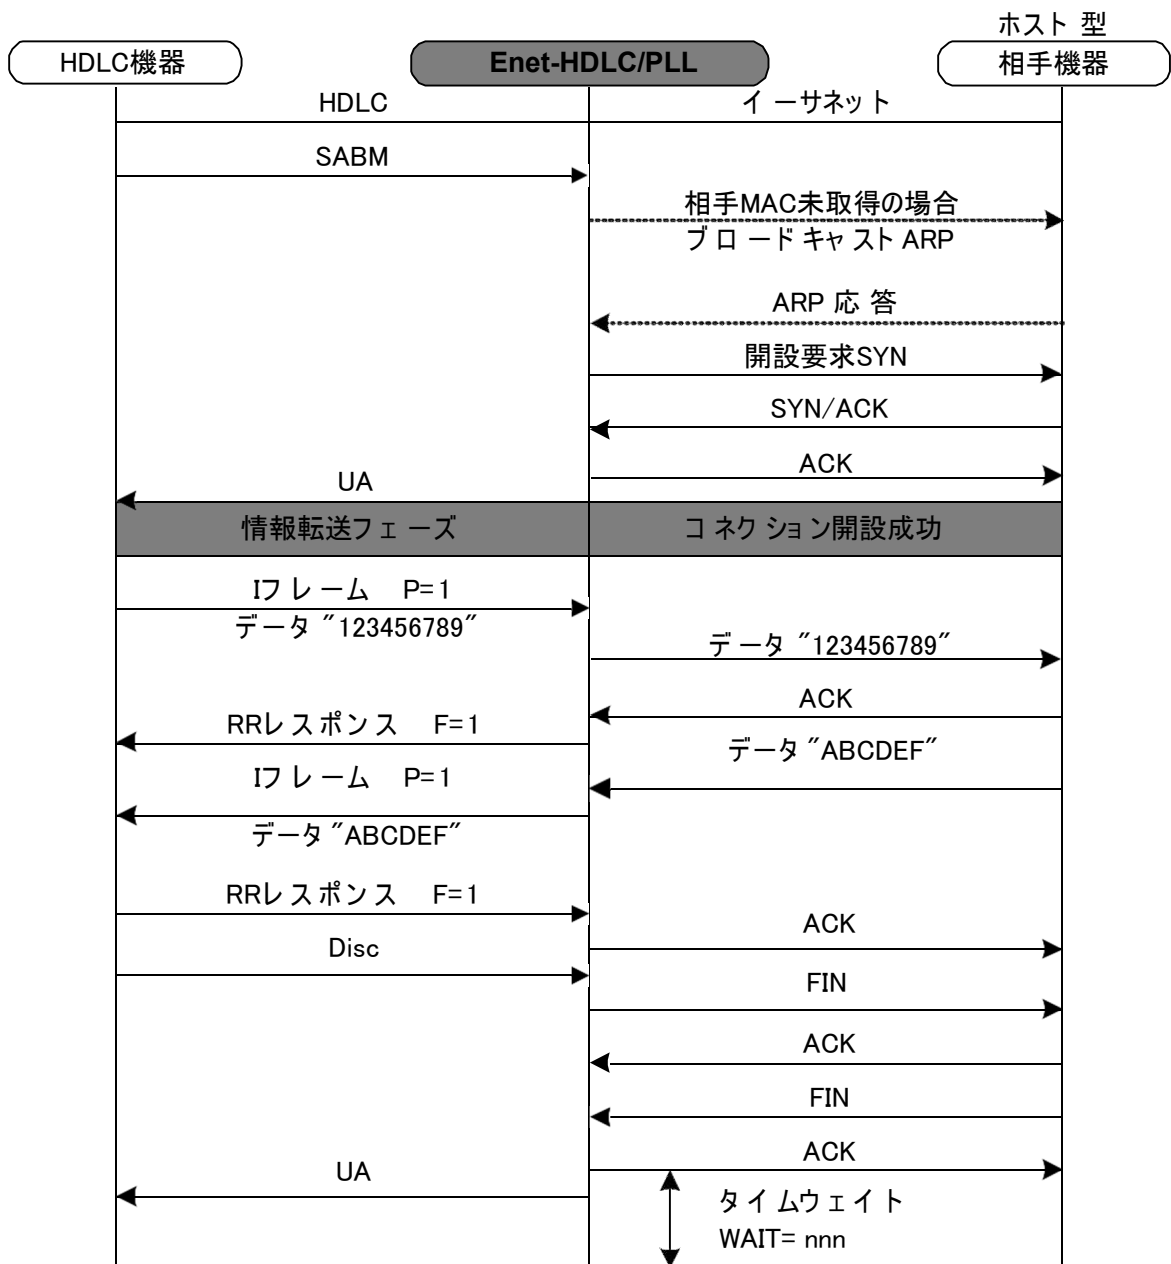 ホスト型
HDLC機器
Enet-HDLC/PLL
相手機器
HDLC
イーサネット
SABM
相手MAC未取得の場合
ブロードキャストARP
ARP応答
開設要求SYN
SYN/ACK
ACK
UA
情報転送フェーズ
コネクション開設成功
Iフレーム P=1
データ"123456789"
データ"123456789"
ACK
RRレスポンス F=1
データ"ABCDEF"
Iフレーム P=1
データ"ABCDEF"
RRレスポンス F=1
ACK
Disc
FIN
ACK
FIN
ACK
UA
タイムウェイト
WAIT= nnn